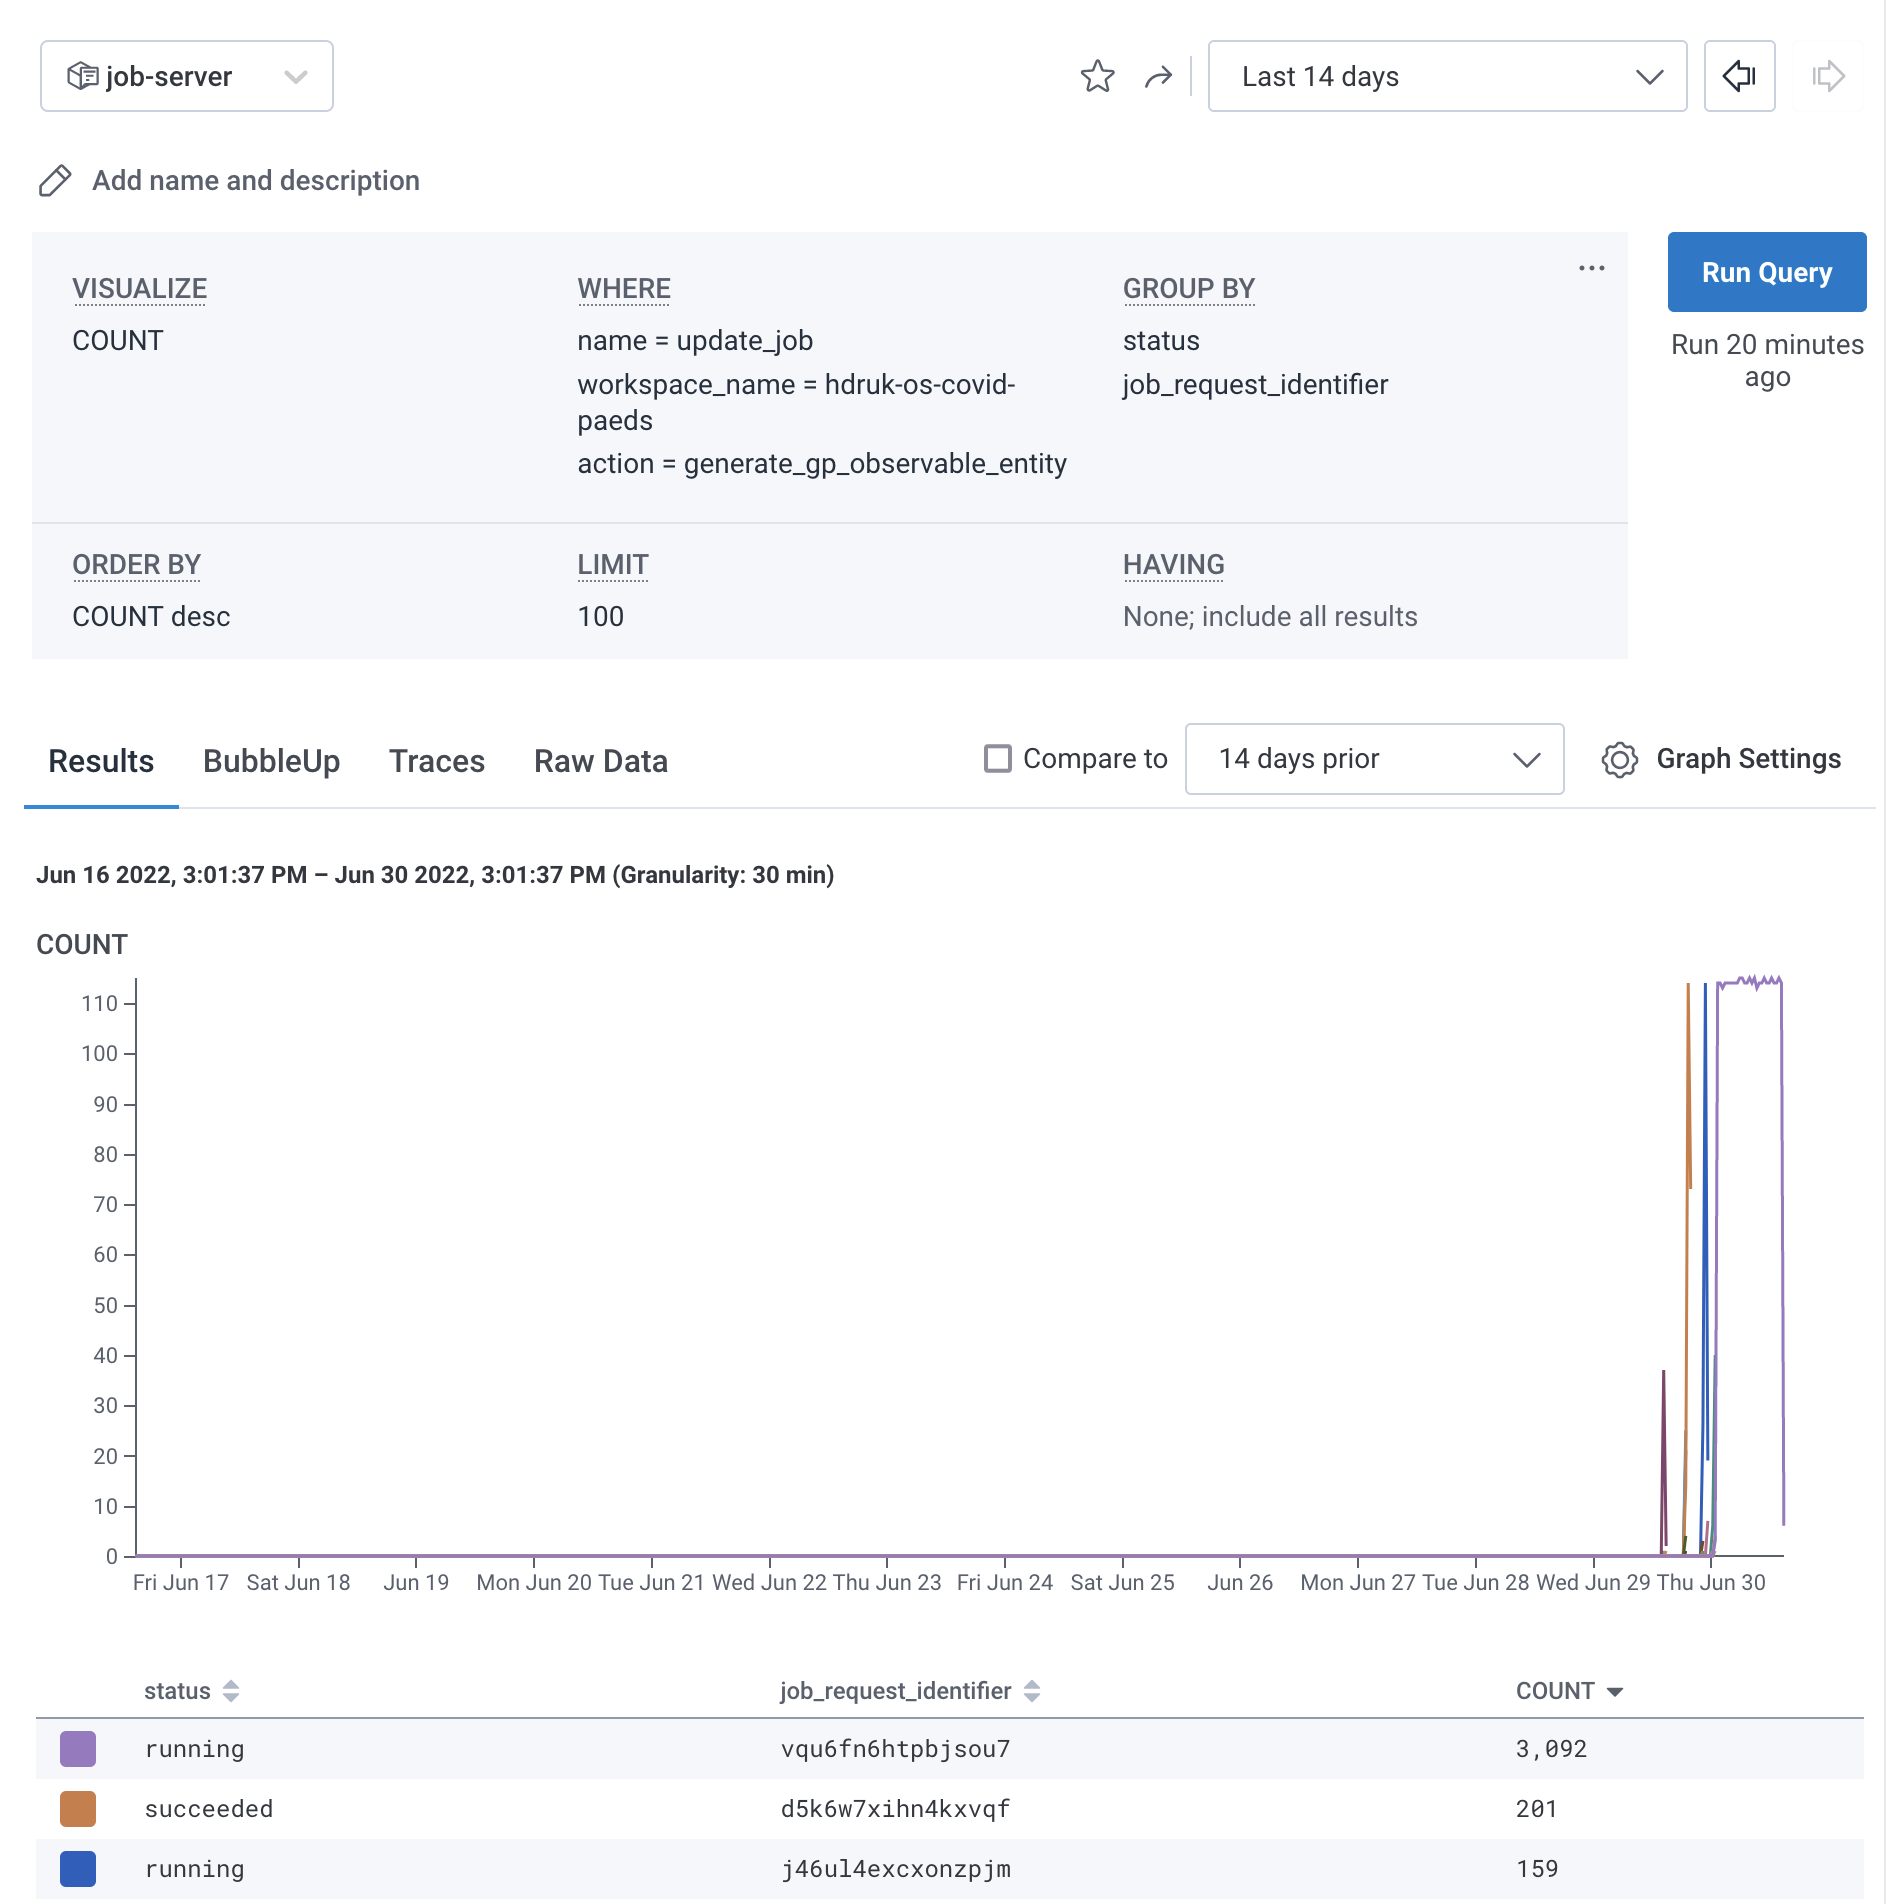 job-server
Last 14 days
Add name and description
VISUALIZE
COUNT
WHERE
name = update_job
workspace_name = hdruk-os-covid-
paeds
action = generate_gp_observable_entity
GROUP BY
status
job_request_identifier
...
Run Query
Run 20 minutes
ago
ORDER BY
COUNT desc
LIMIT
100
HAVING
None; include all results
Results BubbleUp Traces Raw Data
Compare to
14 days prior
Graph Settings
Jun 16 2022, 3:01:37 PM – Jun 30 2022, 3:01:37 PM (Granularity: 30 min)
COUNT
110
100
90
80
70
60
50
40
30
20
10
0
Fri Jun 17 Sat Jun 18 Jun 19 Mon Jun 20 Tue Jun 21 Wed Jun 22 Thu Jun 23 Fri Jun 24 Sat Jun 25 Jun 26 Mon Jun 27 Tue Jun 28 Wed Jun 29 Thu Jun 30
status job_request_identifier COUNT
running vqu6fn6htpbjsou7 3,092
succeeded d5k6w7xihn4kxvqf 201
running j46ul4excxonzpjm 159